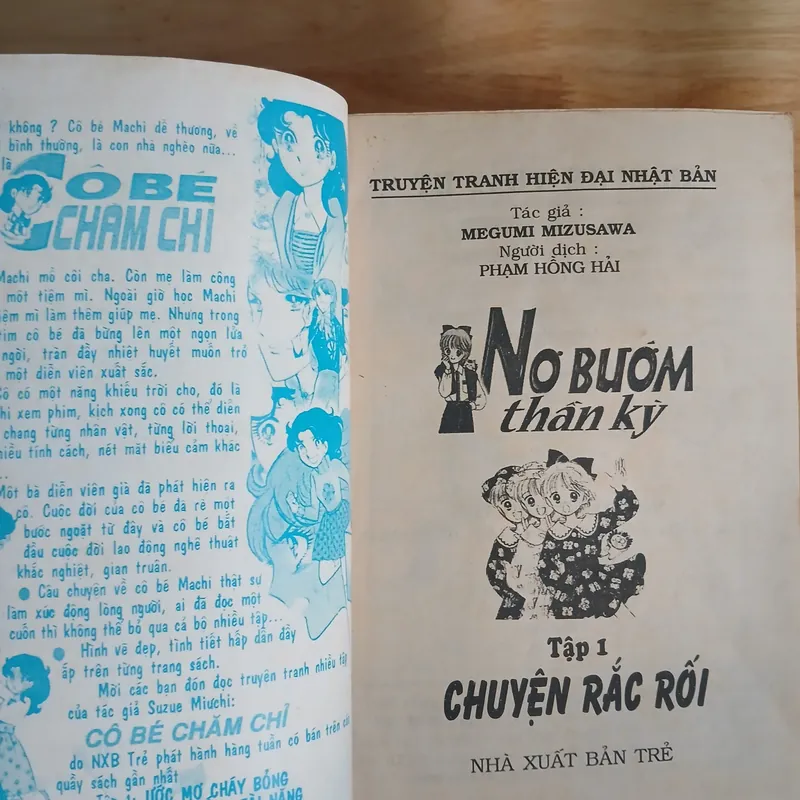 không ? Cô bé Machi dễ thương, vẻ
bình thường, là con nhà nghèo nữa...
là
CÔ BÉ
CHĂM CHỈ
Machi mồ côi cha. Còn mẹ làm công
một tiệm mì. Ngoài giờ học Machi
tiệm mì làm thêm giúp mẹ. Nhưng trong
tim cô bé đã bừng lên một ngọn lửa
ngòi, tràn đầy nhiệt huyết muốn trở
một diễn viên xuất sắc.
Cô có một năng khiếu trời cho, đó là
khi xem phim, kịch xong cô có thể diễn
chang từng nhân vật, từng lời thoại,
nhiều tính cách, nét mặt biểu cảm khác
...
Một bà diễn viên già đã phát hiện ra
cô. Cuộc đời của cô bé đã rẽ một
bước ngoặt từ đây và cô bé bắt
đầu cuộc đời lao động nghệ thuật
khắc nghiệt, gian truân.
Câu chuyện về cô bé Machi thật sự
làm xúc động lòng người, ai đã đọc một
cuốn thì không thể bỏ qua cả bộ nhiều tập...
Hình vẽ đẹp, tình tiết hấp dẫn đầy
ắp trên từng trang sách.
Mời các bạn đón đọc truyện tranh nhiều tập
của tác giả Suzue Miuchi:
CÔ BÉ CHĂM CHỈ
do NXB Trẻ phát hành hàng tuần có bán trên các
quầy sách gần nhất
Tập 1: ƯỚC MƠ CHÁY BỎNG
TÀI NĂNG
TRUYỆN TRANH HIỆN ĐẠI NHẬT BẢN
Tác giả :
MEGUMI MIZUSAWA
Người dịch :
PHẠM HỒNG HẢI
NƠ BƯỚM
thần kỳ
Tập 1
CHUYỆN RẮC RỐI
NHÀ XUẤT BẢN TRẺ